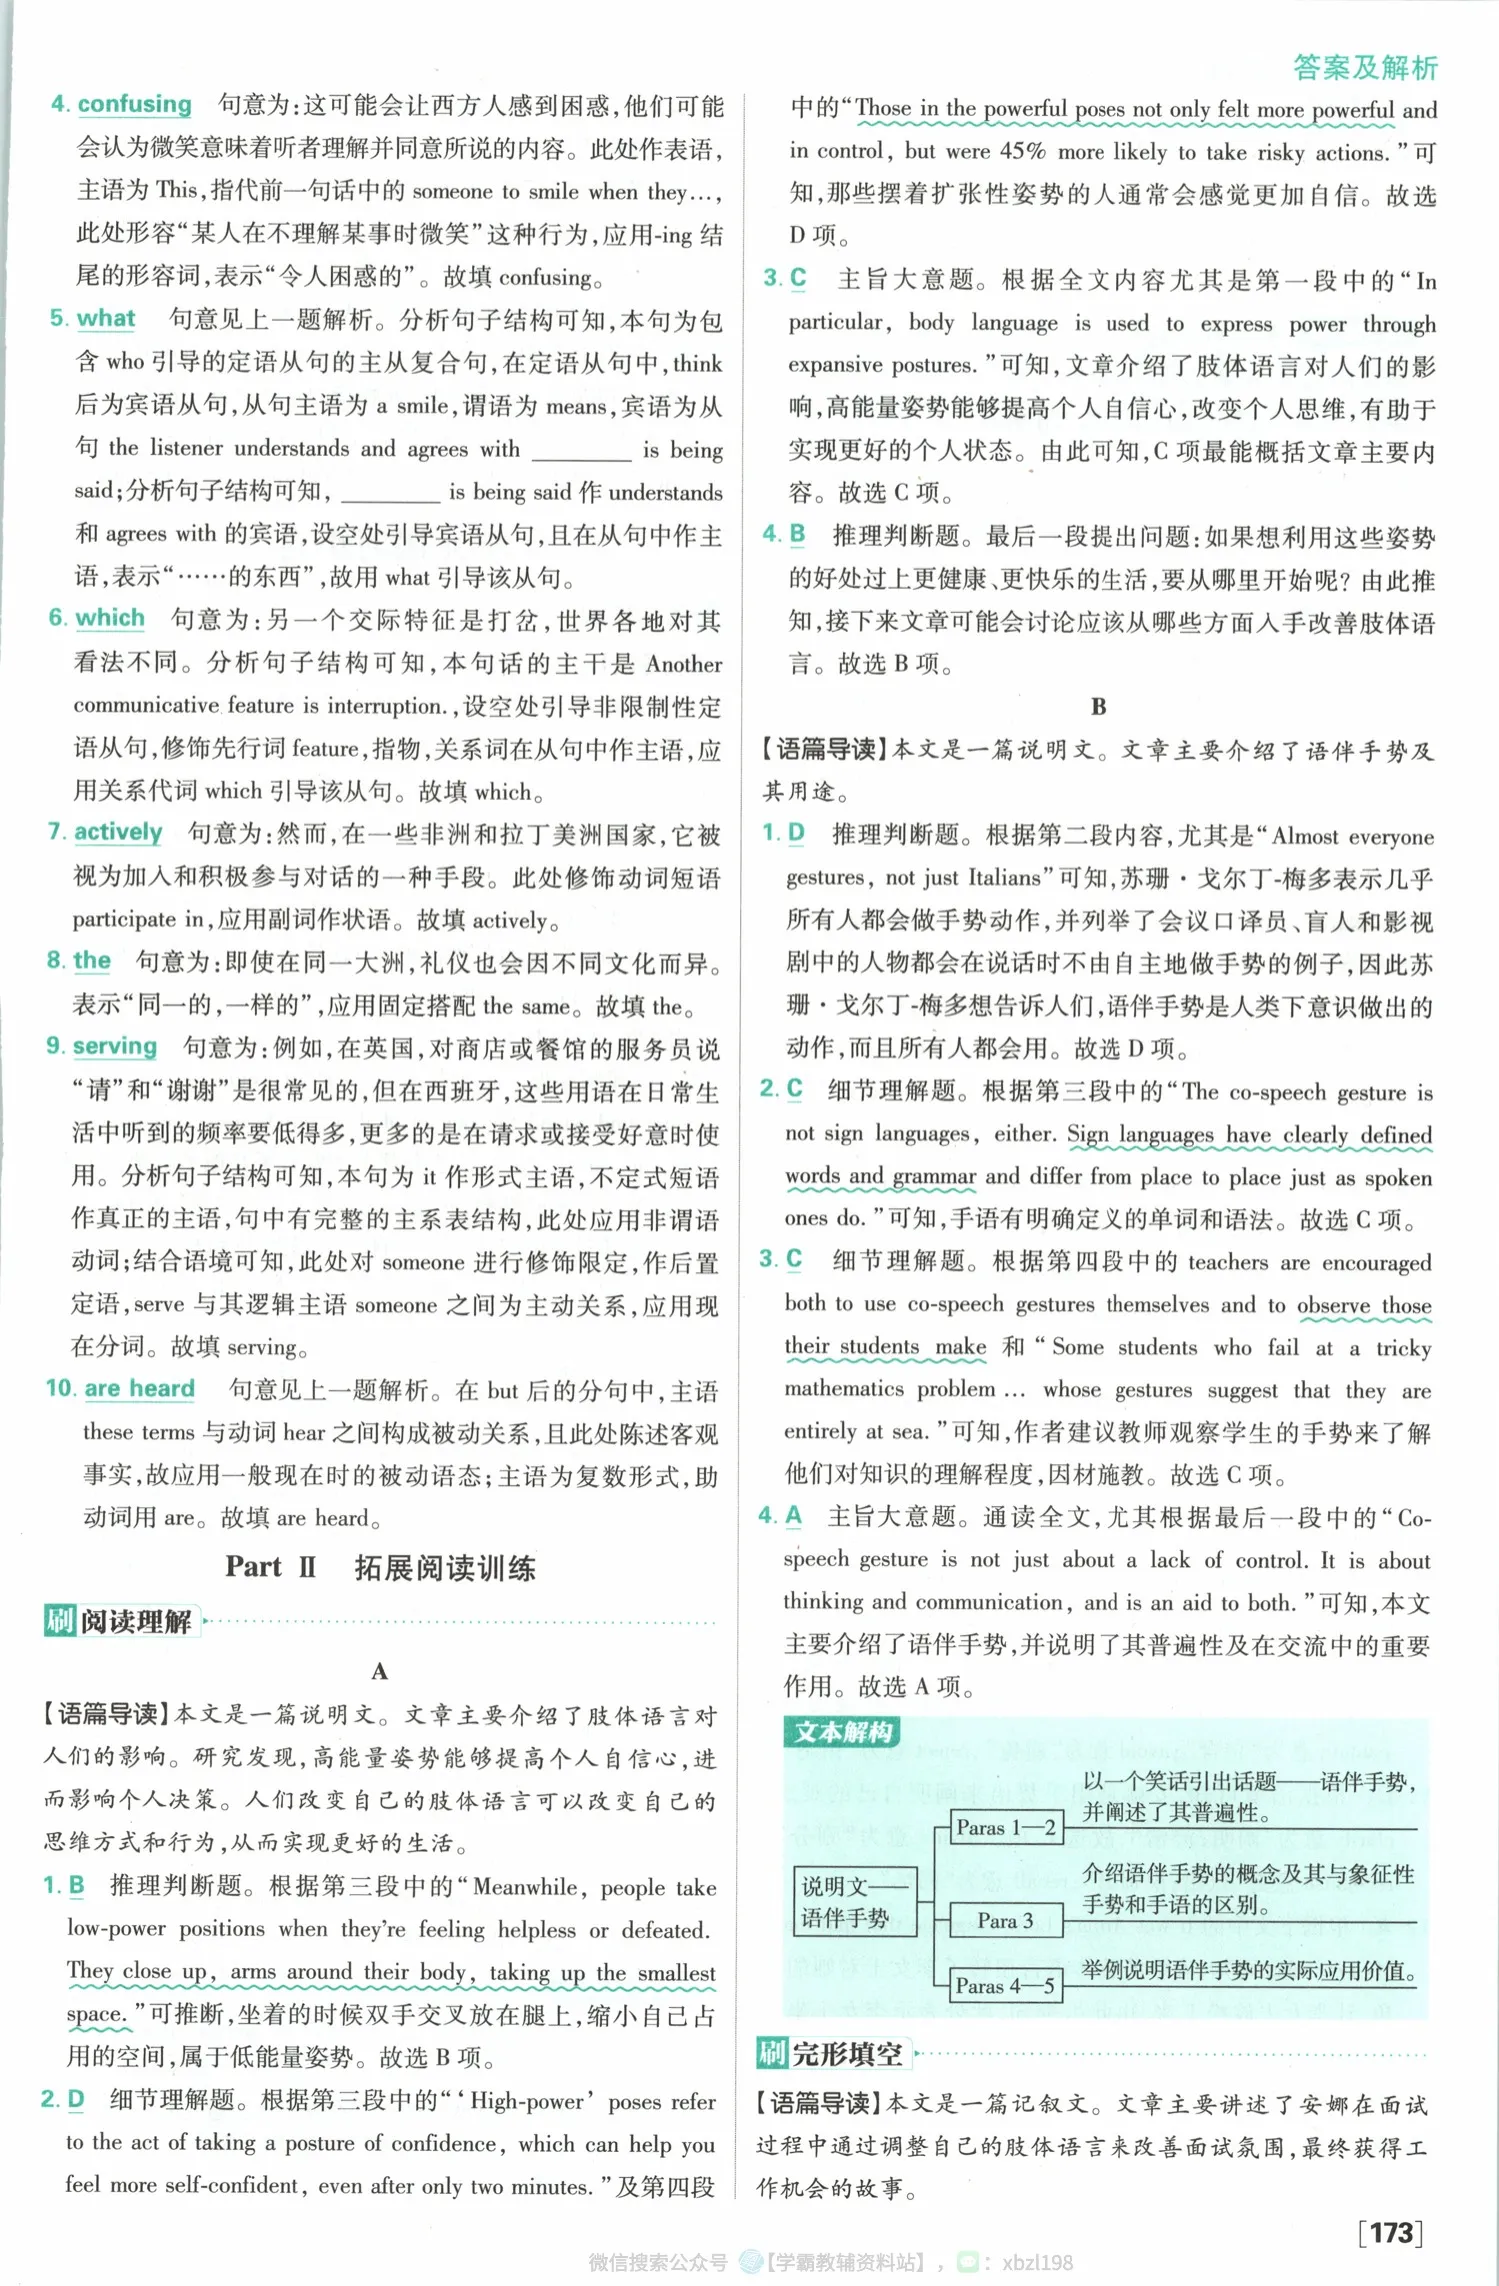 答案及解析
4. confusing 句意为:这可能会让西方人感到困惑,他们可能
会认为微笑意味着听者理解并同意所说的内容。此处作表语,
主语为 This,指代前一句话中的 someone to smile when they…,
此处形容“某人在不理解某事时微笑”这种行为,应用-ing 结
尾的形容词,表示“令人困惑的”。故填 confusing。
5. what 句意见上一题解析。分析句子结构可知,本句为包
含 who 引导的定语从句的主从复合句,在定语从句中,think
后为宾语从句,从句主语为 a smile,谓语为 means,宾语为从
句 the listener understands and agrees with ________ is being
said;分析句子结构可知, ________ is being said 作 understands
和 agrees with 的宾语,设空处引导宾语从句,且在从句中作主
语,表示“……的东西”,故用 what 引导该从句。
6. which 句意为:另一个交际特征是打岔,世界各地对其
看法不同。分析句子结构可知,本句话的主干是 Another
communicative feature is interruption.,设空处引导非限制性定
语从句,修饰先行词 feature,指物,关系词在从句中作主语,应
用关系代词 which 引导该从句。故填 which。
7. actively 句意为:然而,在一些非洲和拉丁美洲国家,它被
视为加入和积极参与对话的一种手段。此处修饰动词短语
participate in,应用副词作状语。故填 actively。
8. the 句意为:即使在同一大洲,礼仪也会因不同文化而异。
表示“同一的,一样的”,应用固定搭配 the same。故填 the。
9. serving 句意为:例如,在英国,对商店或餐馆的服务员说
“请”和“谢谢”是很常见的,但在西班牙,这些用语在日常生
活中听到的频率要低得多,更多的是在请求或接受好意时使
用。分析句子结构可知,本句为 it 作形式主语,不定式短语
作真正的主语,句中有完整的主系表结构,此处应用非谓语
动词;结合语境可知,此处对 someone 进行修饰限定,作后置
定语,serve 与其逻辑主语 someone 之间为主动关系,应用现
在分词。故填 serving。
10. are heard 句意见上一题解析。在 but 后的分句中,主语
these terms 与动词 hear 之间构成被动关系,且此处陈述客观
事实,故应用一般现在时的被动语态;主语为复数形式,助
动词用 are。故填 are heard。
Part Ⅱ 拓展阅读训练
刷 阅读理解
A
【语篇导读】本文是一篇说明文。文章主要介绍了肢体语言对
人们的影响。研究发现,高能量姿势能够提高个人自信心,进
而影响个人决策。人们改变自己的肢体语言可以改变自己的
思维方式和行为,从而实现更好的生活。
1. B 推理判断题。根据第三段中的“Meanwhile, people take
low-power positions when they’re feeling helpless or defeated.
They close up, arms around their body, taking up the smallest
space.”可推断,坐着的时候双手交叉放在腿上,缩小自己占
用的空间,属于低能量姿势。故选 B 项。
2. D 细节理解题。根据第三段中的“‘High-power’ poses refer
to the act of taking a posture of confidence, which can help you
feel more self-confident, even after only two minutes.”及第四段
中的“Those in the powerful poses not only felt more powerful and
in control, but were 45% more likely to take risky actions.”可
知,那些摆着扩张性姿势的人通常会感觉更加自信。故选
D 项。
3. C 主旨大意题。根据全文内容尤其是第一段中的“In
particular, body language is used to express power through
expansive postures.”可知,文章介绍了肢体语言对人们的影
响,高能量姿势能够提高个人自信心,改变个人思维,有助于
实现更好的个人状态。由此可知,C 项最能概括文章主要内
容。故选 C 项。
4. B 推理判断题。最后一段提出问题:如果想利用这些姿势
的好处过上更健康、更快乐的生活,要从哪里开始呢?由此推
知,接下来文章可能会讨论应该从哪些方面入手改善肢体语
言。故选 B 项。
B
【语篇导读】本文是一篇说明文。文章主要介绍了语伴手势及
其用途。
1. D 推理判断题。根据第二段内容,尤其是“Almost everyone
gestures, not just Italians”可知,苏珊·戈尔丁-梅多表示几乎
所有人都会做手势动作,并列举了会议口译员、盲人和影视
剧中的人物都会在说话时不由自主地做手势的例子,因此苏
珊·戈尔丁-梅多想告诉人们,语伴手势是人类下意识做出的
动作,而且所有人都会用。故选 D 项。
2. C 细节理解题。根据第三段中的“The co-speech gesture is
not sign languages, either. Sign languages have clearly defined
words and grammar and differ from place to place just as spoken
ones do.”可知,手语有明确定义的单词和语法。故选 C 项。
3. C 细节理解题。根据第四段中的 teachers are encouraged
both to use co-speech gestures themselves and to observe those
their students make 和“Some students who fail at a tricky
mathematics problem… whose gestures suggest that they are
entirely at sea.”可知,作者建议教师观察学生的手势来了解
他们对知识的理解程度,因材施教。故选 C 项。
4. A 主旨大意题。通读全文,尤其根据最后一段中的“Co-
speech gesture is not just about a lack of control. It is about
thinking and communication, and is an aid to both.”可知,本文
主要介绍了语伴手势,并说明了其普遍性及在交流中的重要
作用。故选 A 项。
文本解构
说明文——
语伴手势
Paras 1—2
以一个笑话引出话题——语伴手势,
并阐述了其普遍性。
Para 3
介绍语伴手势的概念及其与象征性
手势和手语的区别。
Paras 4—5
举例说明语伴手势的实际应用价值。
刷 完形填空
【语篇导读】本文是一篇记叙文。文章主要讲述了安娜在面试
过程中通过调整自己的肢体语言来改善面试氛围,最终获得工
作机会的故事。
[173]
微信搜索公众号【学霸教辅资料站】,:xbzl198